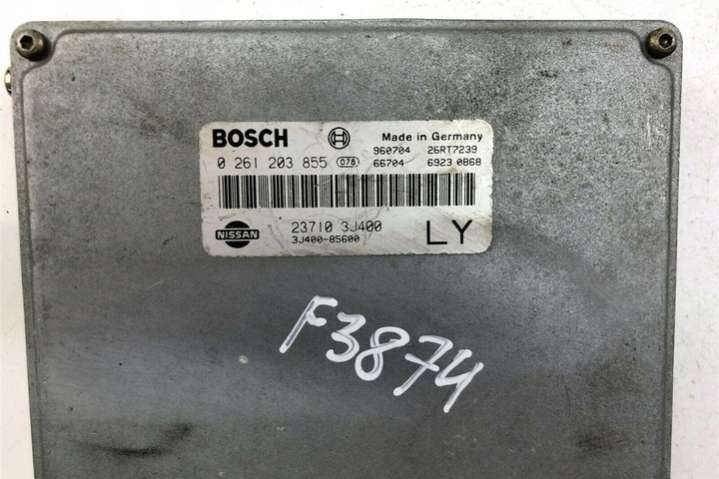 BOSCH Made in Germany
960704 26RT7239
0 261 203 855 078 66704 6923 0868
NISSAN 23710 3J400 LY
3J400-85600
F3874